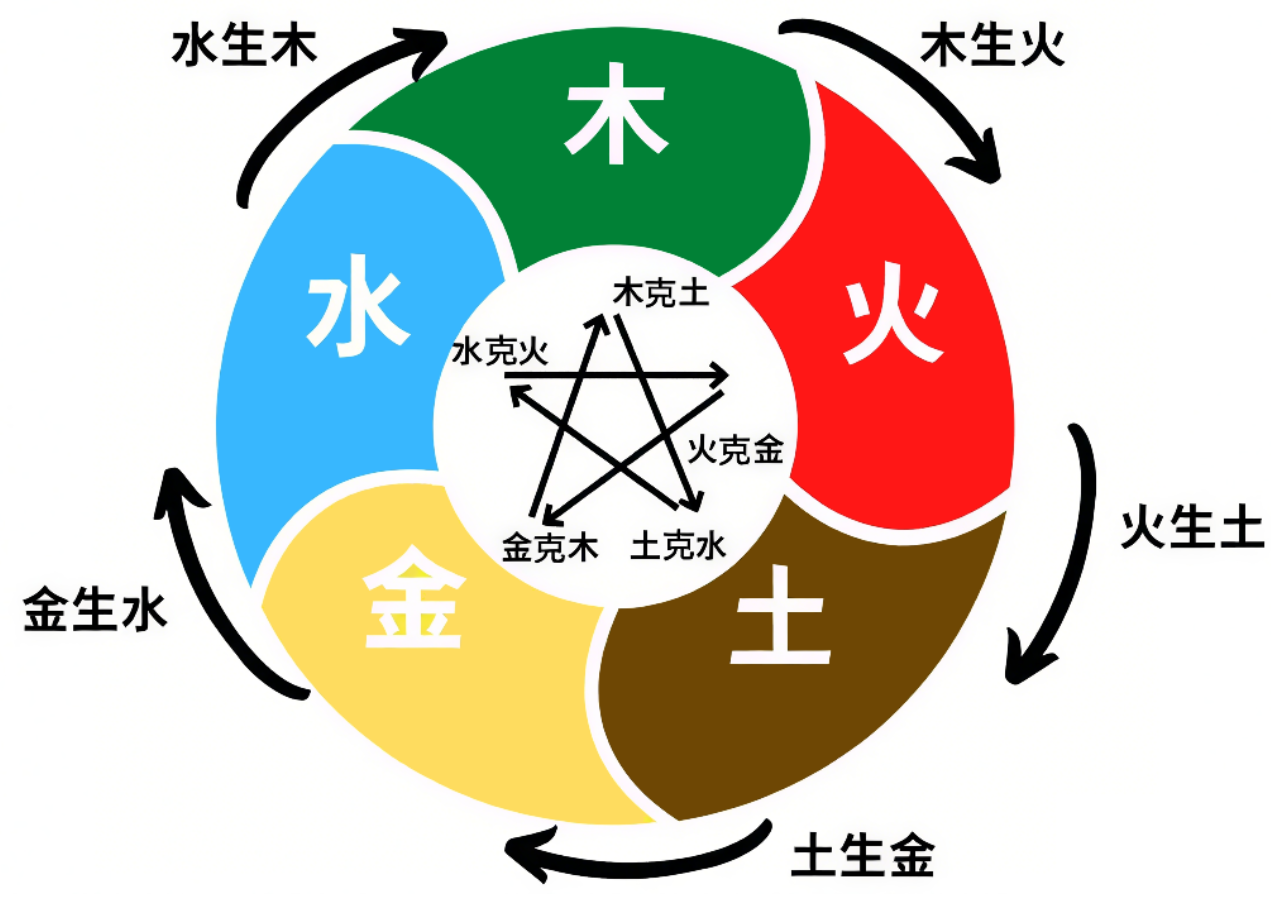 水生木
木生火
木
水
火
木克土
水克火
火克金
金克木
土克水
火生土
金生水
金
土
土生金